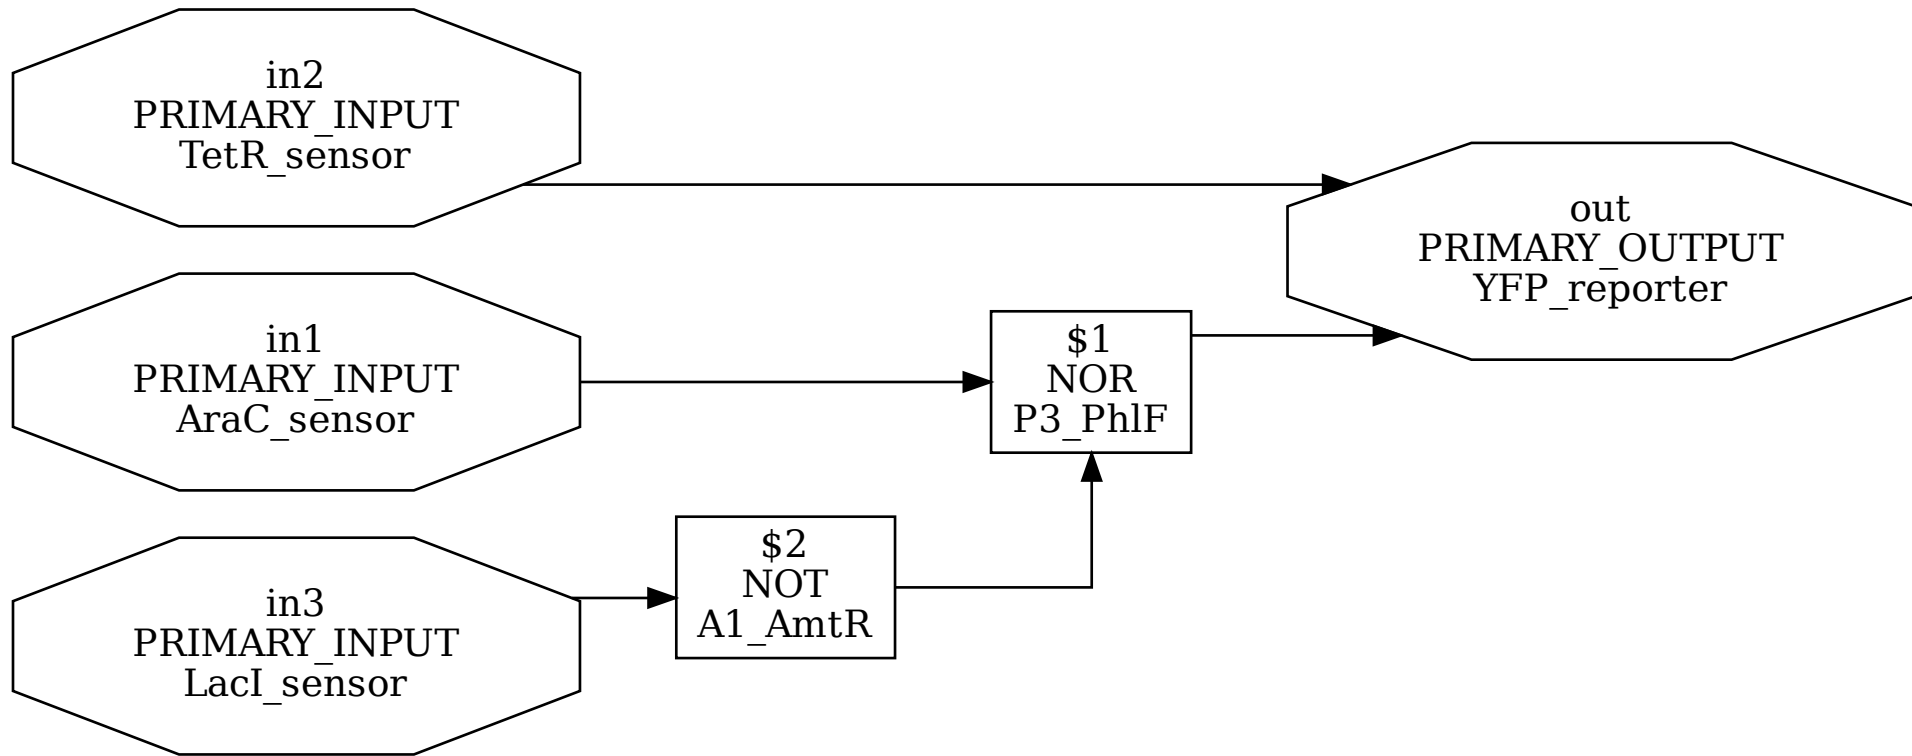 in2
PRIMARY_INPUT
TetR_sensor
out
PRIMARY_OUTPUT
YFP_reporter
in1
PRIMARY_INPUT
AraC_sensor
$1
NOR
P3_PhlF
$2
NOT
A1_AmtR
in3
PRIMARY_INPUT
LacI_sensor